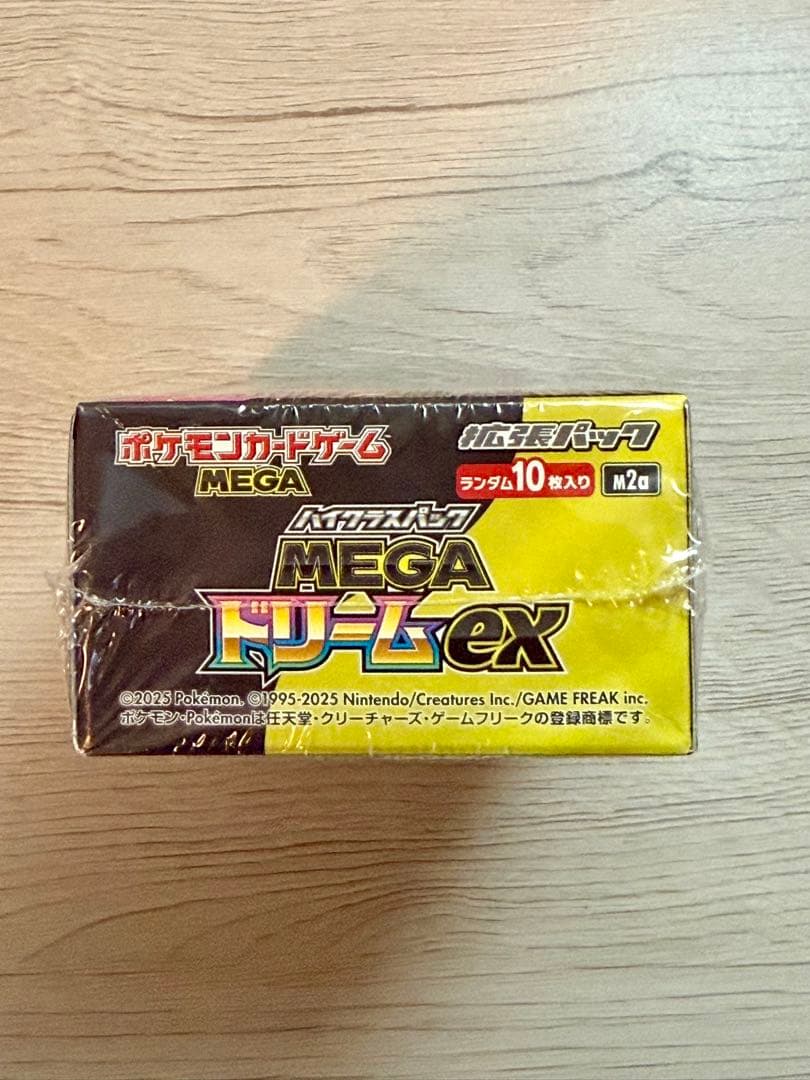 ポケモンカードゲーム
MEGA
拡張パック
ランダム10枚入り M2a
ハイクラスパック
MEGA
ドリームex
©2025 Pokémon. ©1995-2025 Nintendo/Creatures Inc./GAME FREAK inc.
ポケモン・Pokémonは任天堂・クリーチャーズ・ゲームフリークの登録商標です。